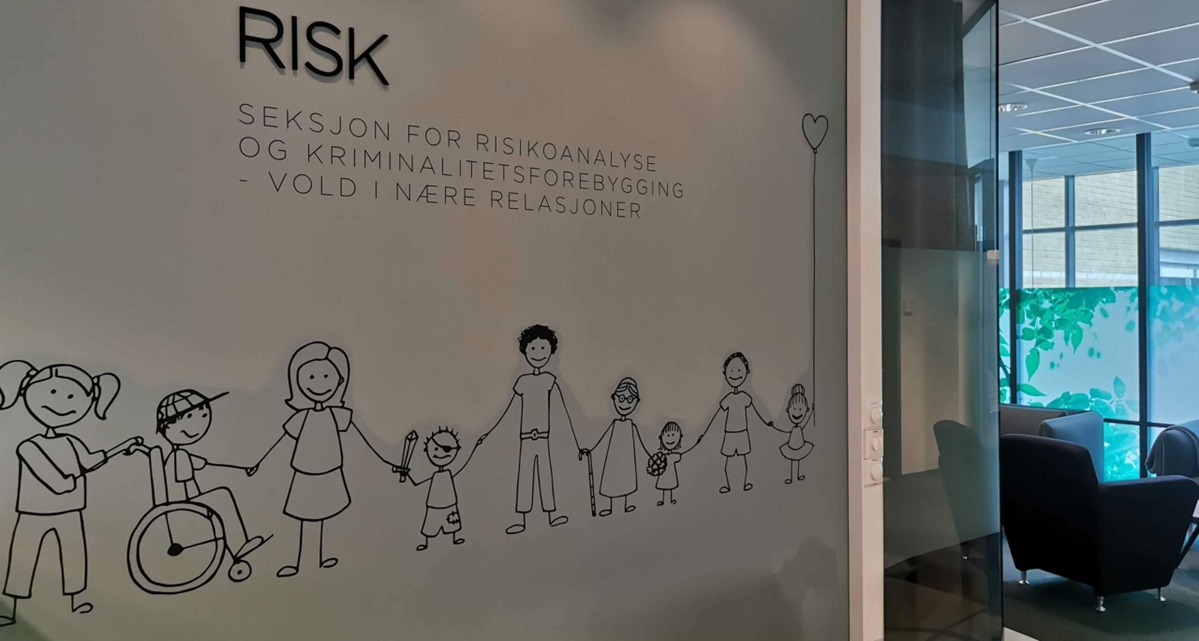 RISK
SEKSJON FOR RISIKOANALYSE
OG KRIMINALITETSFOREBYGGING
- VOLD I NÆRE RELASJONER